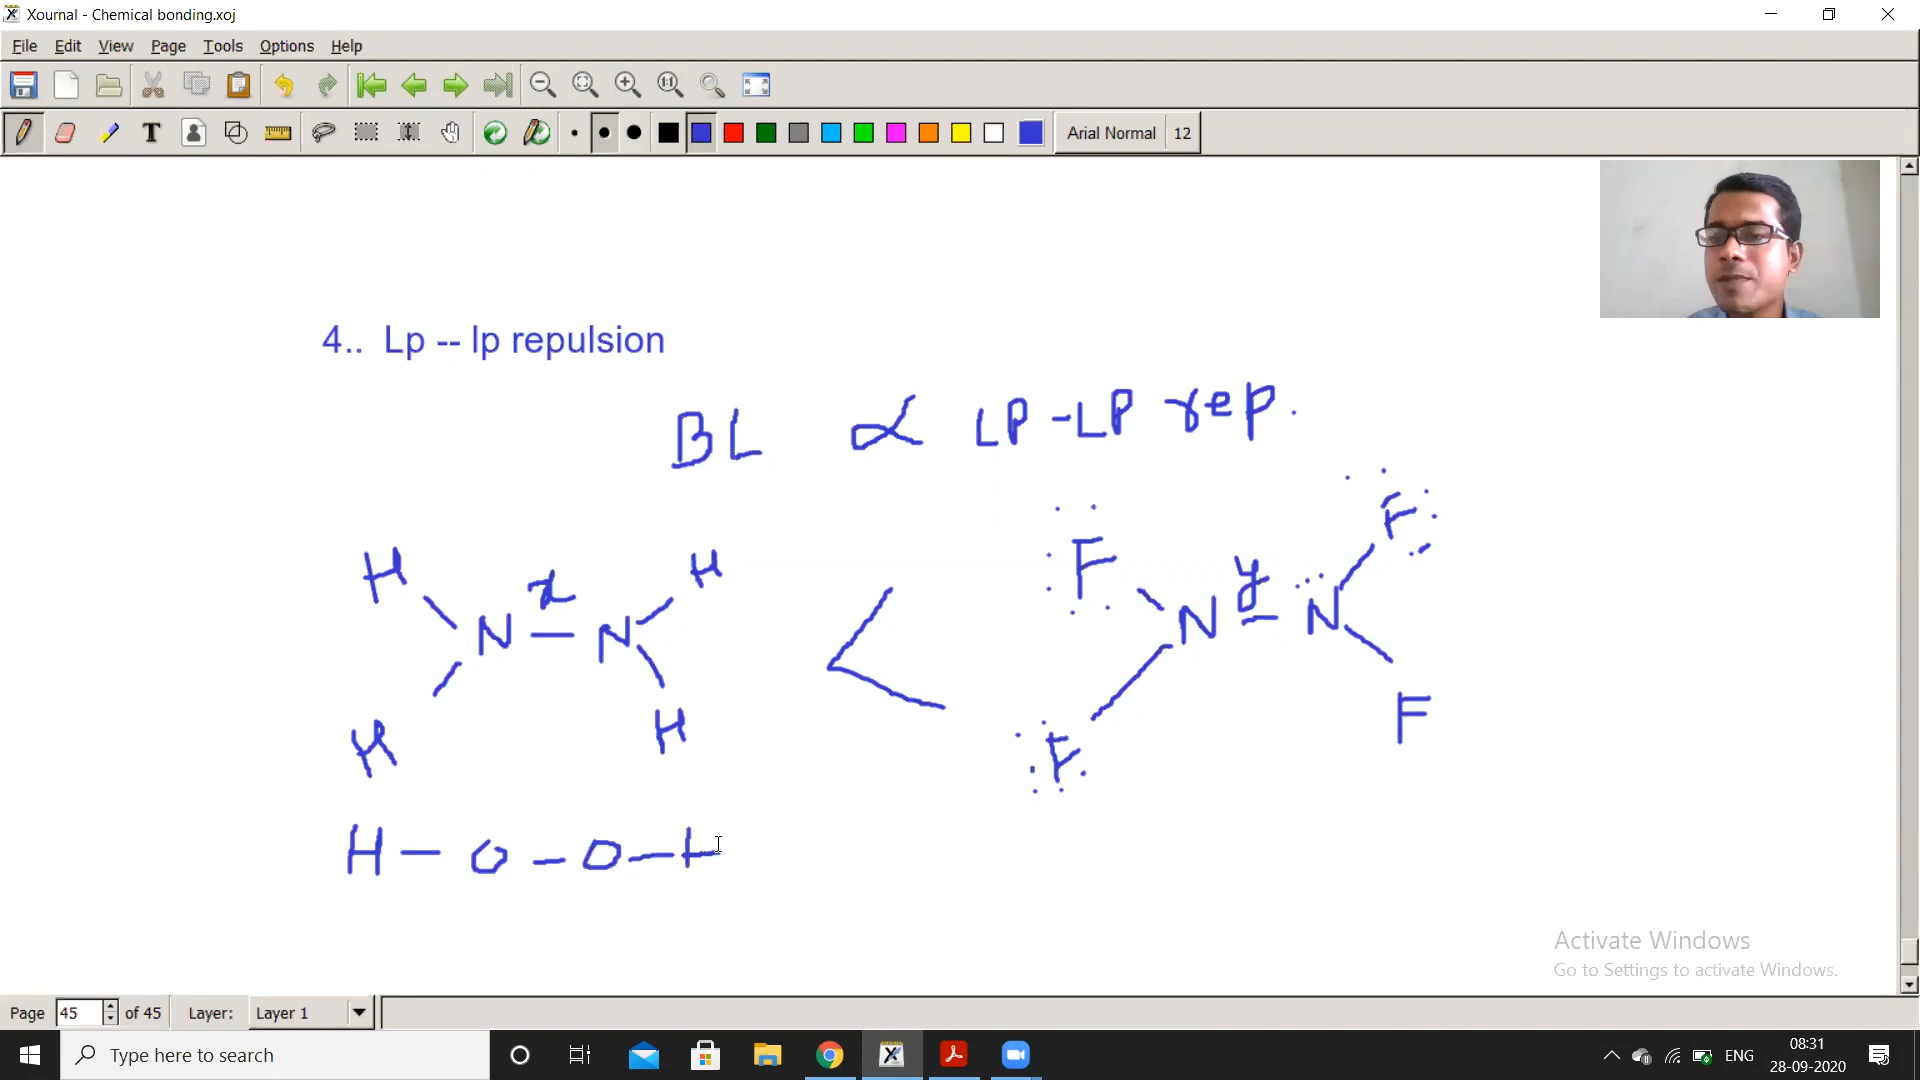 Xournal - Chemical bonding.xoj
File Edit View Page Tools Options Help
Arial Normal 12
4.. Lp -- lp repulsion
BL ∝ LP-LP rep.
H x H F y F
N — N < N — N
H H F F
H — O — O — H
Activate Windows
Go to Settings to activate Windows.
Page 45 of 45 Layer: Layer 1
Type here to search
ENG
08:31
28-09-2020